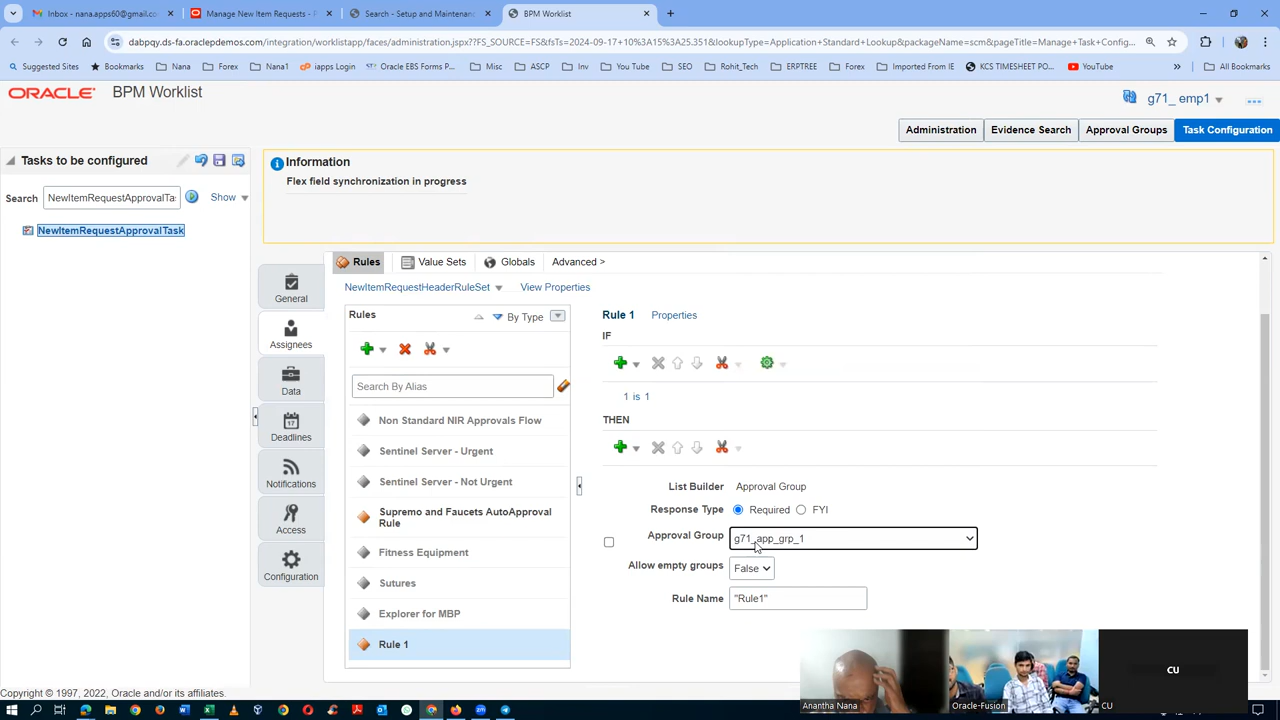 Inbox - nana.apps60@gmail.co
Manage New Item Requests - P
Search - Setup and Maintenanc
BPM Worklist
dabpqy.ds-fa.oraclepdemos.com/integration/worklistapp/faces/administration.jspx??FS_SOURCE=FS&fsTs=2024-09-17+10%3A15%3A25.351&lookupType=Application+Standard+Lookup&packageName=scm&pageTitle=Manage+Task+Config...
Suggested Sites
Bookmarks
Nana
Forex
Nana1
iapps Login
Oracle EBS Forms P...
Misc
ASCP
Inv
You Tube
SEO
Rohit_Tech
ERPTREE
Forex
Imported From IE
KCS TIMESHEET PO...
YouTube
All Bookmarks
ORACLE
BPM Worklist
g71_ emp1
Administration
Evidence Search
Approval Groups
Task Configuration
Tasks to be configured
Search
NewItemRequestApprovalTa
Show
NewItemRequestApprovalTask
Information
Flex field synchronization in progress
General
Assignees
Data
Deadlines
Notifications
Access
Configuration
Rules
Value Sets
Globals
Advanced >
NewItemRequestHeaderRuleSet
View Properties
Rules
By Type
Search By Alias
Non Standard NIR Approvals Flow
Sentinel Server - Urgent
Sentinel Server - Not Urgent
Supremo and Faucets AutoApproval
Rule
Fitness Equipment
Sutures
Explorer for MBP
Rule 1
Rule 1
Properties
IF
1 is 1
THEN
List Builder
Approval Group
Response Type
Required
FYI
Approval Group
g71_app_grp_1
Allow empty groups
False
Rule Name
"Rule1"
Copyright © 1997, 2022, Oracle and/or its affiliates.
Anantha Nana
Oracle-Fusion
CU
CU